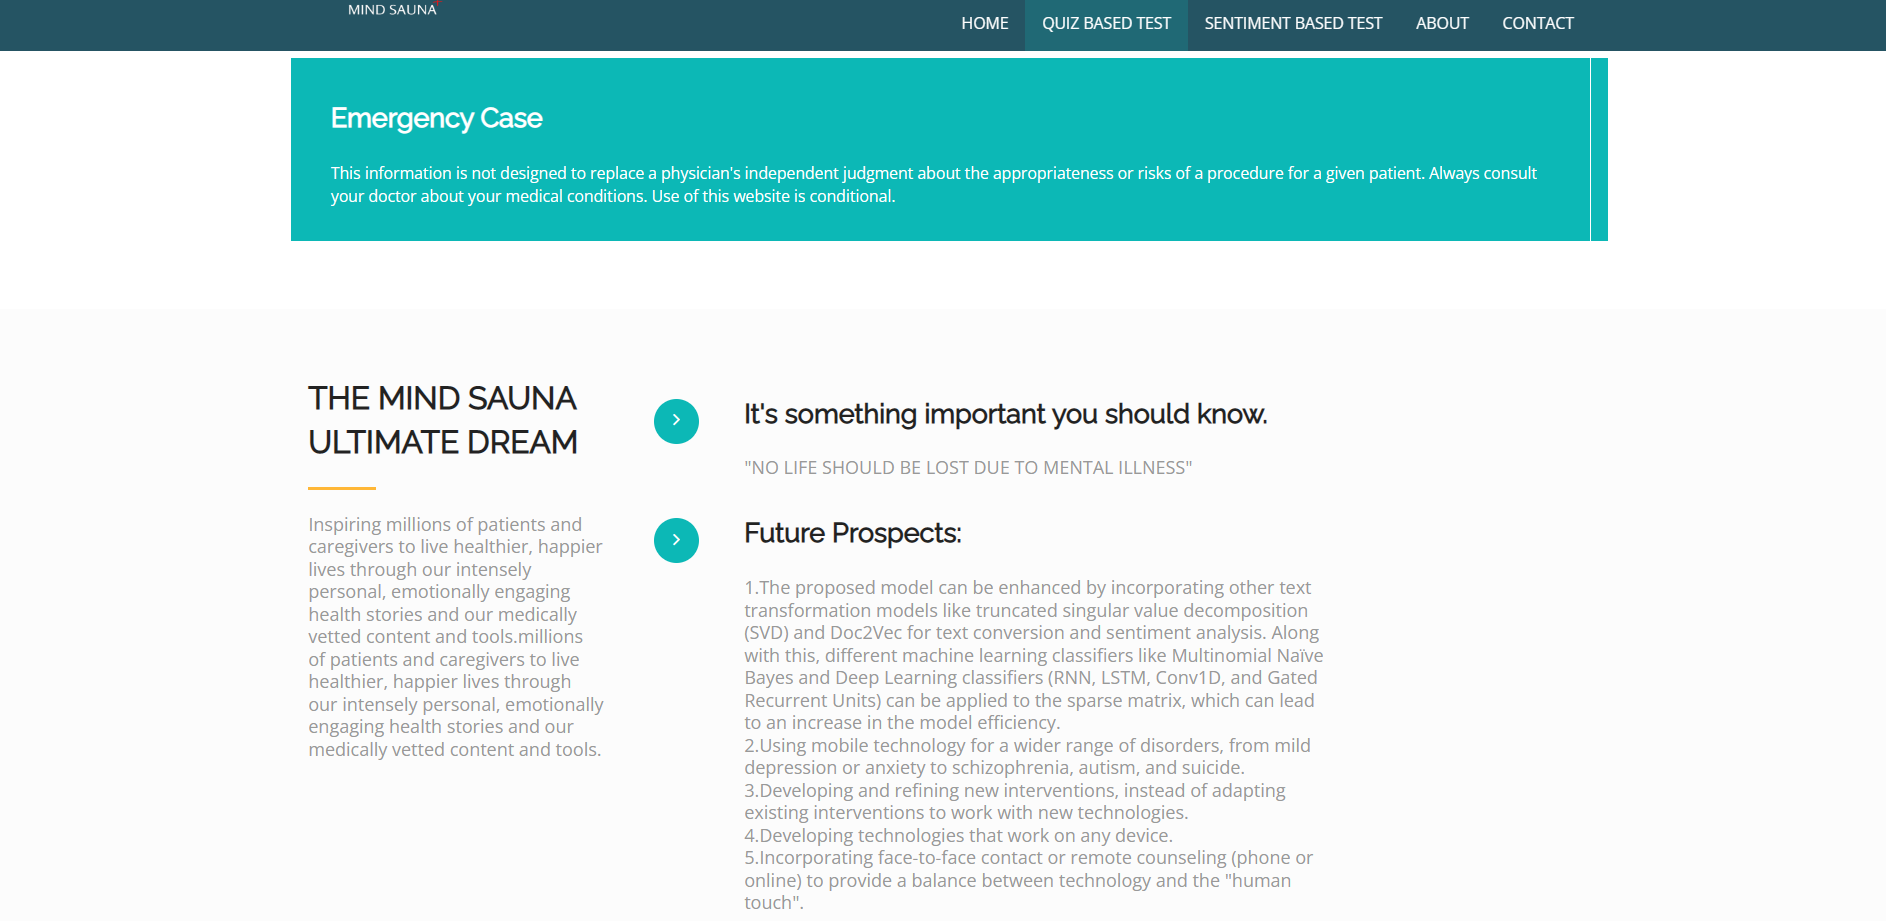 MIND SAUNA
HOME
QUIZ BASED TEST
SENTIMENT BASED TEST
ABOUT
CONTACT
Emergency Case
This information is not designed to replace a physician's independent judgment about the appropriateness or risks of a procedure for a given patient. Always consult
your doctor about your medical conditions. Use of this website is conditional.
THE MIND SAUNA
ULTIMATE DREAM
Inspiring millions of patients and
caregivers to live healthier, happier
lives through our intensely
personal, emotionally engaging
health stories and our medically
vetted content and tools.millions
of patients and caregivers to live
healthier, happier lives through
our intensely personal, emotionally
engaging health stories and our
medically vetted content and tools.
It's something important you should know.
"NO LIFE SHOULD BE LOST DUE TO MENTAL ILLNESS"
Future Prospects:
1.The proposed model can be enhanced by incorporating other text
transformation models like truncated singular value decomposition
(SVD) and Doc2Vec for text conversion and sentiment analysis. Along
with this, different machine learning classifiers like Multinomial Naïve
Bayes and Deep Learning classifiers (RNN, LSTM, Conv1D, and Gated
Recurrent Units) can be applied to the sparse matrix, which can lead
to an increase in the model efficiency.
2.Using mobile technology for a wider range of disorders, from mild
depression or anxiety to schizophrenia, autism, and suicide.
3.Developing and refining new interventions, instead of adapting
existing interventions to work with new technologies.
4.Developing technologies that work on any device.
5.Incorporating face-to-face contact or remote counseling (phone or
online) to provide a balance between technology and the "human
touch".